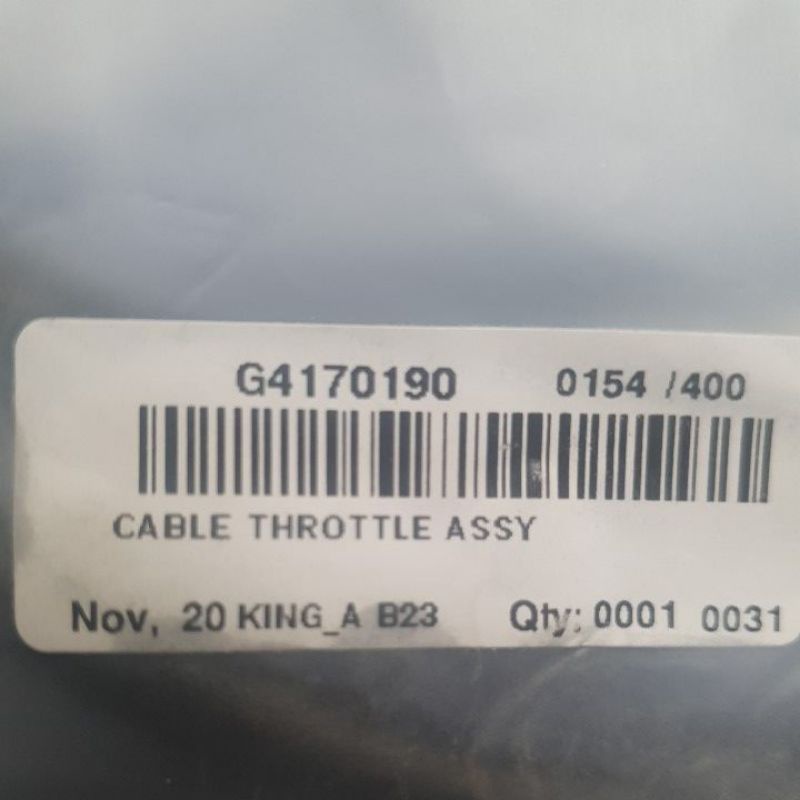 G4170190 0154 /400
CABLE THROTTLE ASSY
Nov, 20 KING_A B23 Qty: 0001 0031